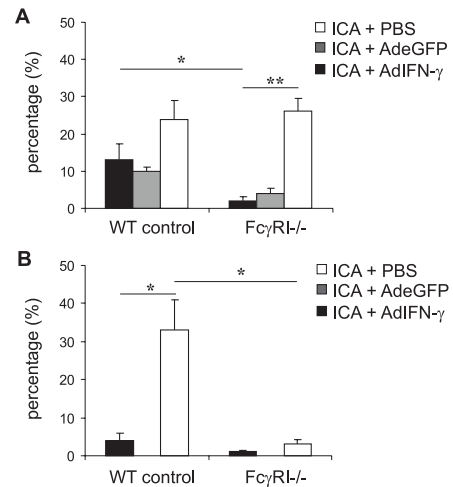 A
50
40
30
20
10
0
percentage (%)
* **
ICA + PBS
ICA + AdeGFP
ICA + AdIFN-γ
WT control FcγRI-/-
B
50
40
30
20
10
0
percentage (%)
* *
ICA + PBS
ICA + AdeGFP
ICA + AdIFN-γ
WT control FcγRI-/-